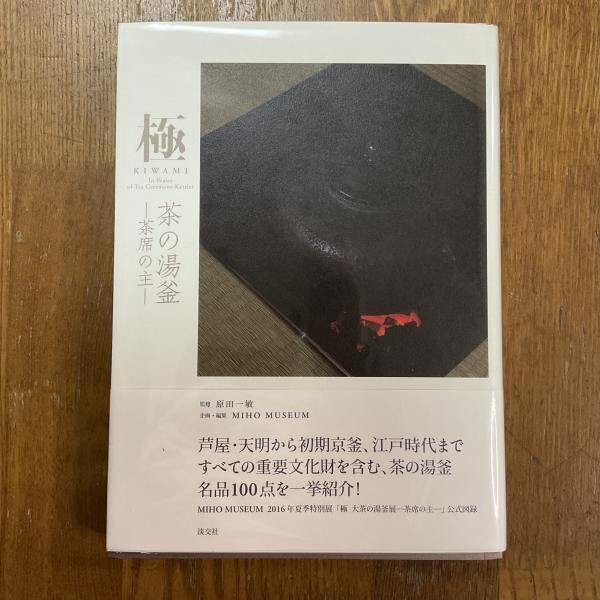 極
KIWAMI
In Praise
of Tea Ceremony Kettles
茶の湯釜
―茶席の主―
監修 原田一敏
企画・編集 MIHO MUSEUM
芦屋・天明から初期京釜、江戸時代まで
すべての重要文化財を含む、茶の湯釜
名品100点を一挙紹介!
MIHO MUSEUM 2016年夏季特別展「極 大茶の湯釜展―茶席の主―」公式図録
淡交社